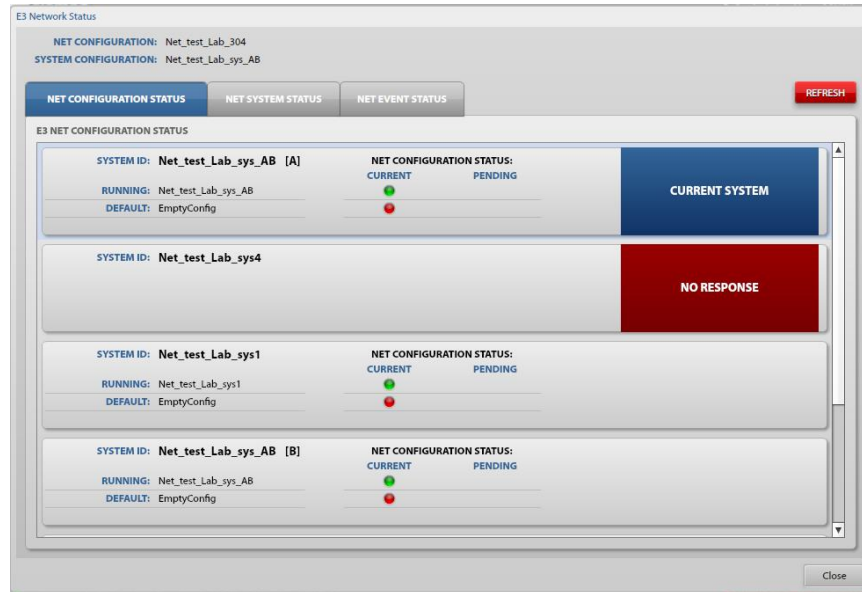 E3 Network Status
NET CONFIGURATION: Net_test_Lab_304
SYSTEM CONFIGURATION: Net_test_Lab_sys_AB
NET CONFIGURATION STATUS NET SYSTEM STATUS NET EVENT STATUS REFRESH
E3 NET CONFIGURATION STATUS
SYSTEM ID: Net_test_Lab_sys_AB [A] NET CONFIGURATION STATUS:
CURRENT PENDING
RUNNING: Net_test_Lab_sys_AB
CURRENT SYSTEM
DEFAULT: EmptyConfig
SYSTEM ID: Net_test_Lab_sys4
NO RESPONSE
SYSTEM ID: Net_test_Lab_sys1 NET CONFIGURATION STATUS:
CURRENT PENDING
RUNNING: Net_test_Lab_sys1
DEFAULT: EmptyConfig
SYSTEM ID: Net_test_Lab_sys_AB [B] NET CONFIGURATION STATUS:
CURRENT PENDING
RUNNING: Net_test_Lab_sys_AB
DEFAULT: EmptyConfig
Close